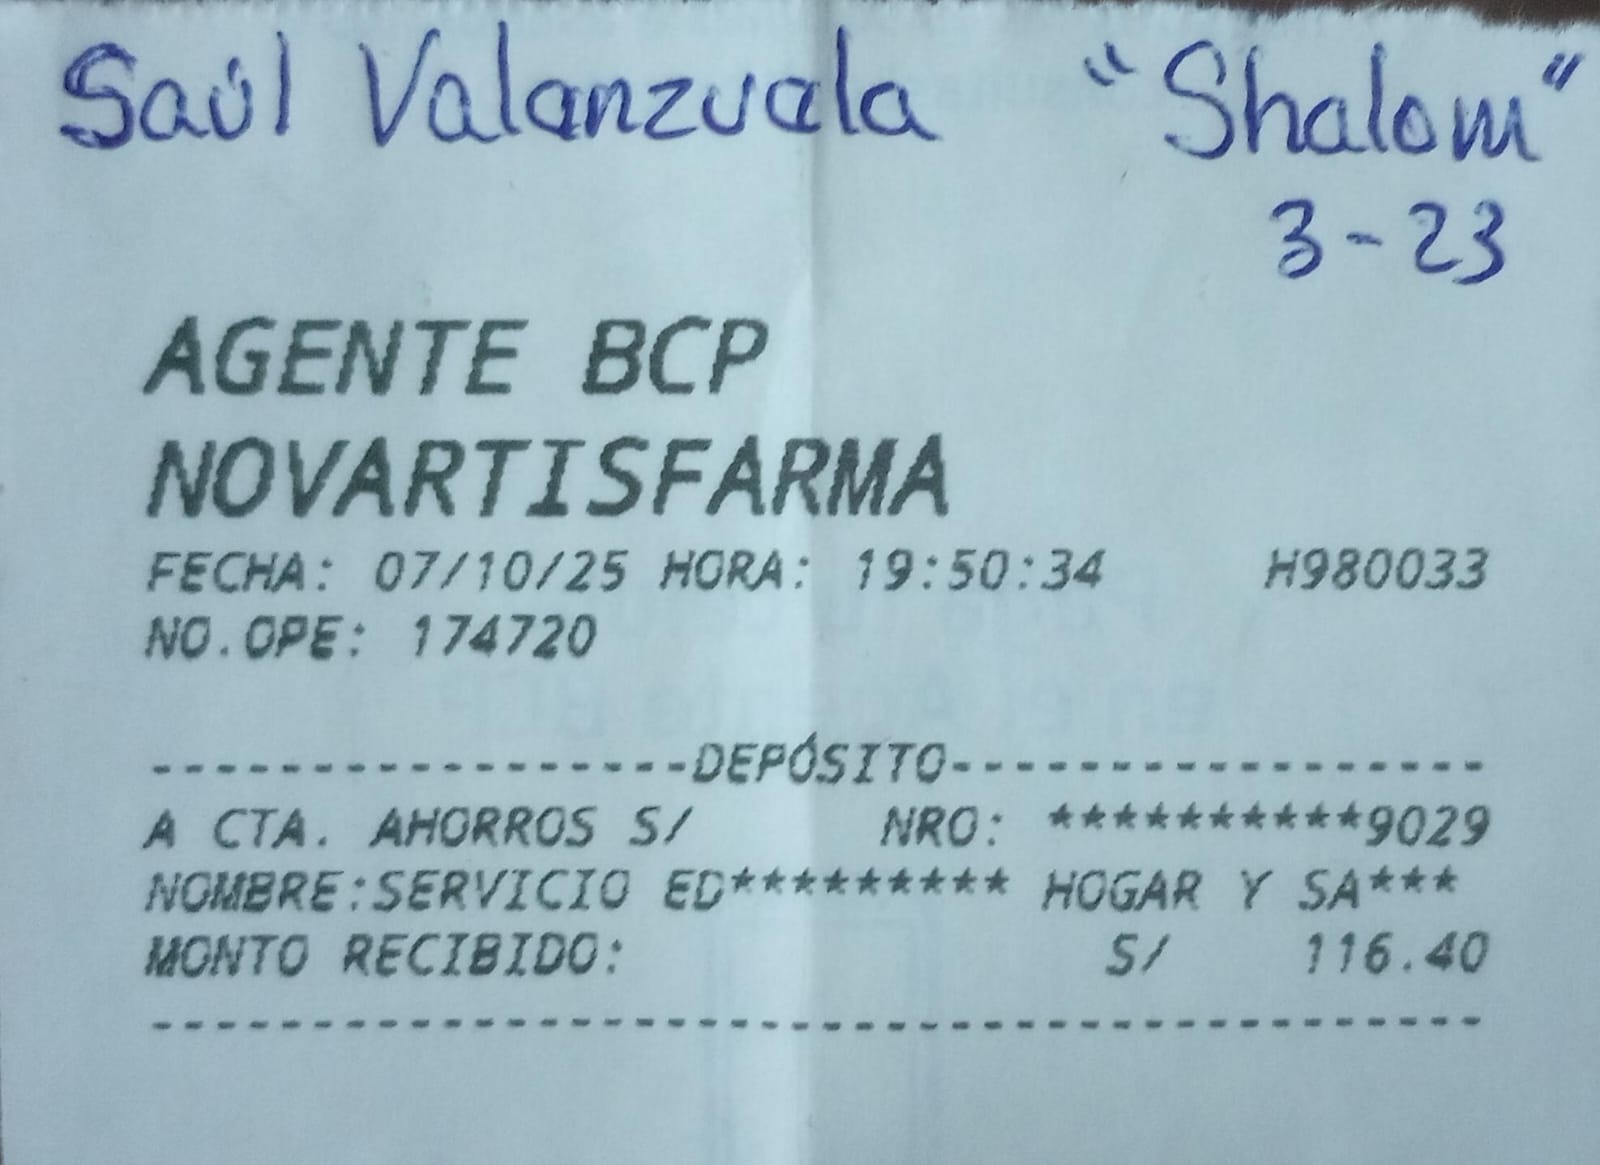 Saúl Valanzuala "Shalom"
3-23
AGENTE BCP
NOVARTISFARMA
FECHA: 07/10/25 HORA: 19:50:34 H980033
NO.OPE: 174720
------------------DEPÓSITO------------------
A CTA. AHORROS S/ NRO: **********9029
NOMBRE:SERVICIO ED********* HOGAR Y SA***
MONTO RECIBIDO: S/ 116.40
--------------------------------------------